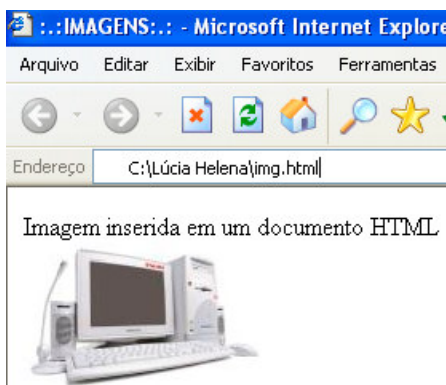 :.:IMAGENS:.: - Microsoft Internet Explore
Arquivo Editar Exibir Favoritos Ferramentas
Endereço C:\Lúcia Helena\img.html
Imagem inserida em um documento HTML